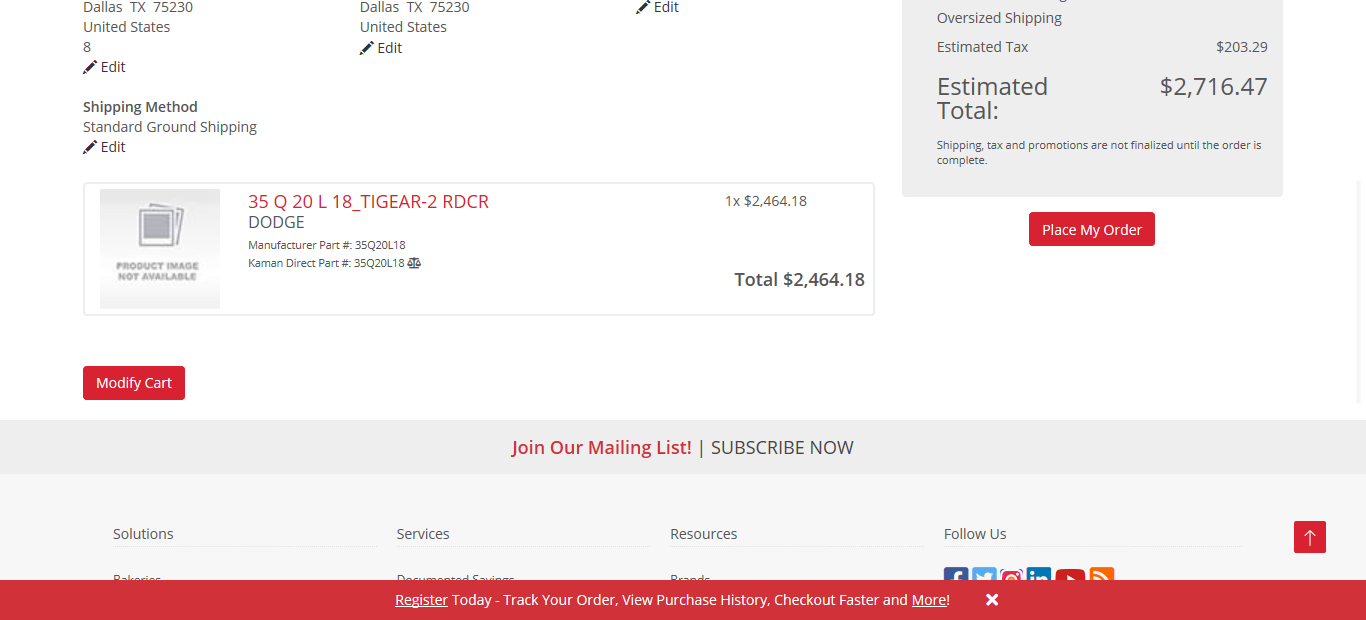 Dallas TX 75230
United States
8
Edit
Dallas TX 75230
United States
Edit
Edit
Shipping Method
Standard Ground Shipping
Edit
Oversized Shipping
Estimated Tax $203.29
Estimated Total: $2,716.47
Shipping, tax and promotions are not finalized until the order is
complete.
Place My Order
PRODUCT IMAGE
NOT AVAILABLE
35 Q 20 L 18_TIGEAR-2 RDCR
DODGE
Manufacturer Part #: 35Q20L18
Kaman Direct Part #: 35Q20L18
1x $2,464.18
Total $2,464.18
Modify Cart
Join Our Mailing List! | SUBSCRIBE NOW
Solutions
Bakeries
Services
Documented Savings
Resources
Brands
Follow Us
Register Today - Track Your Order, View Purchase History, Checkout Faster and More!